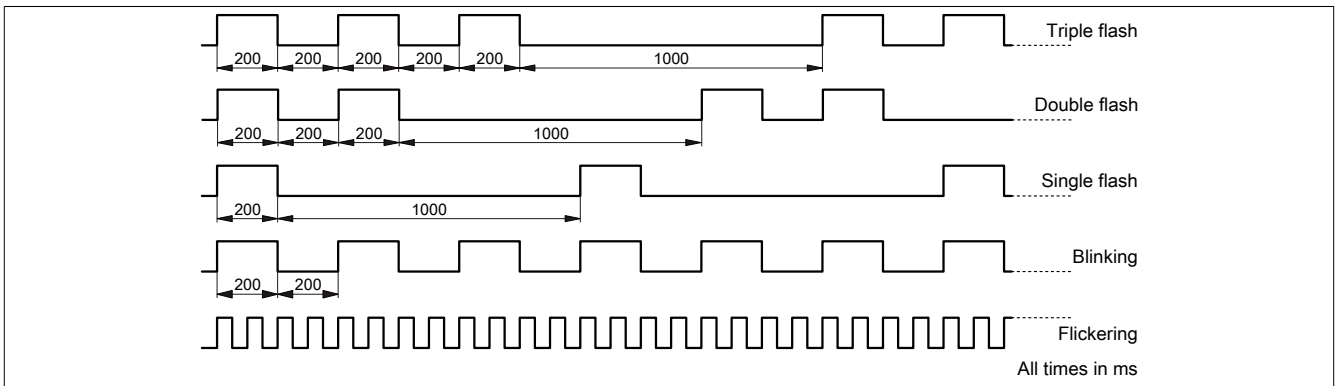 Triple flash
200 200 200 200 200 1000
Double flash
200 200 200 1000
Single flash
200 1000
Blinking
200 200
Flickering
All times in ms